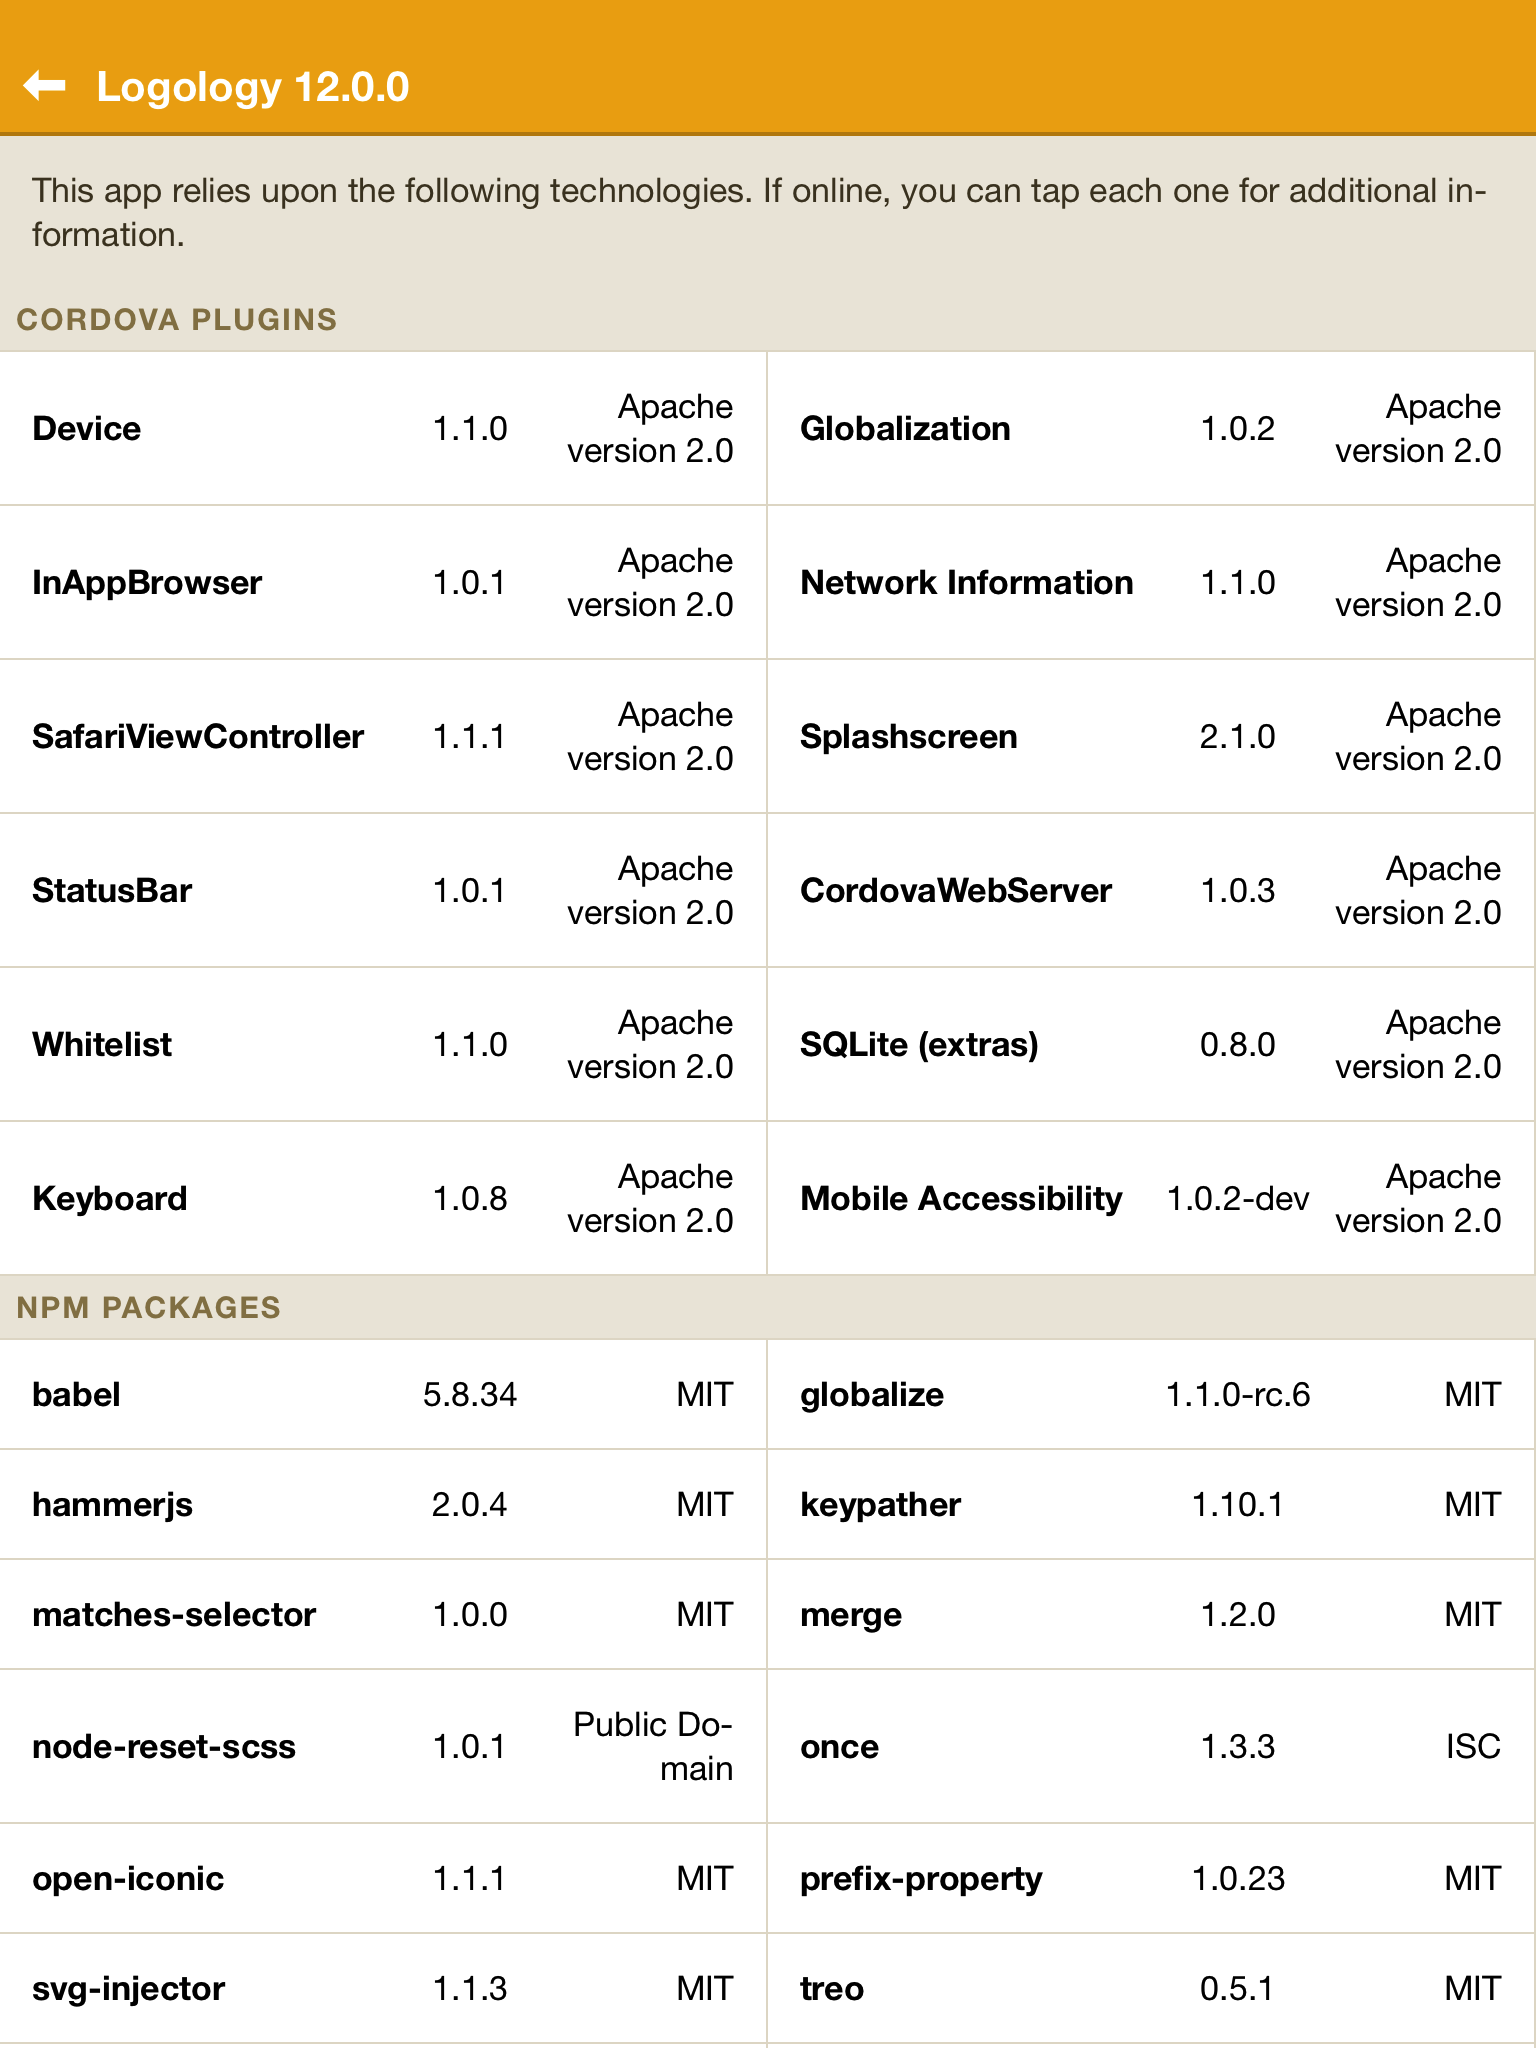 Logology 12.0.0
This app relies upon the following technologies. If online, you can tap each one for additional in-
formation.
CORDOVA PLUGINS
Device 1.1.0 Apache
version 2.0
Globalization 1.0.2 Apache
version 2.0
InAppBrowser 1.0.1 Apache
version 2.0
Network Information 1.1.0 Apache
version 2.0
SafariViewController 1.1.1 Apache
version 2.0
Splashscreen 2.1.0 Apache
version 2.0
StatusBar 1.0.1 Apache
version 2.0
CordovaWebServer 1.0.3 Apache
version 2.0
Whitelist 1.1.0 Apache
version 2.0
SQLite (extras) 0.8.0 Apache
version 2.0
Keyboard 1.0.8 Apache
version 2.0
Mobile Accessibility 1.0.2-dev Apache
version 2.0
NPM PACKAGES
babel 5.8.34 MIT
globalize 1.1.0-rc.6 MIT
hammerjs 2.0.4 MIT
keypather 1.10.1 MIT
matches-selector 1.0.0 MIT
merge 1.2.0 MIT
node-reset-scss 1.0.1 Public Do-
main
once 1.3.3 ISC
open-iconic 1.1.1 MIT
prefix-property 1.0.23 MIT
svg-injector 1.1.3 MIT
treo 0.5.1 MIT